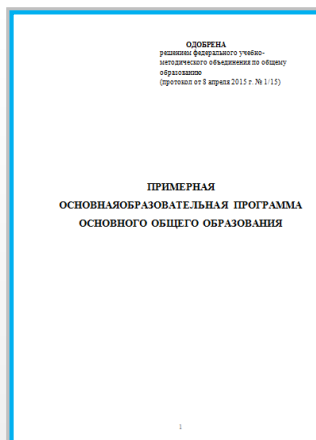 ОДОБРЕНА
решением федерального учебно-
методического объединения по общему
образованию
(протокол от 8 апреля 2015 г. № 1/15)
ПРИМЕРНАЯ
ОСНОВНАЯОБРАЗОВАТЕЛЬНАЯ ПРОГРАММА
ОСНОВНОГО ОБЩЕГО ОБРАЗОВАНИЯ
1